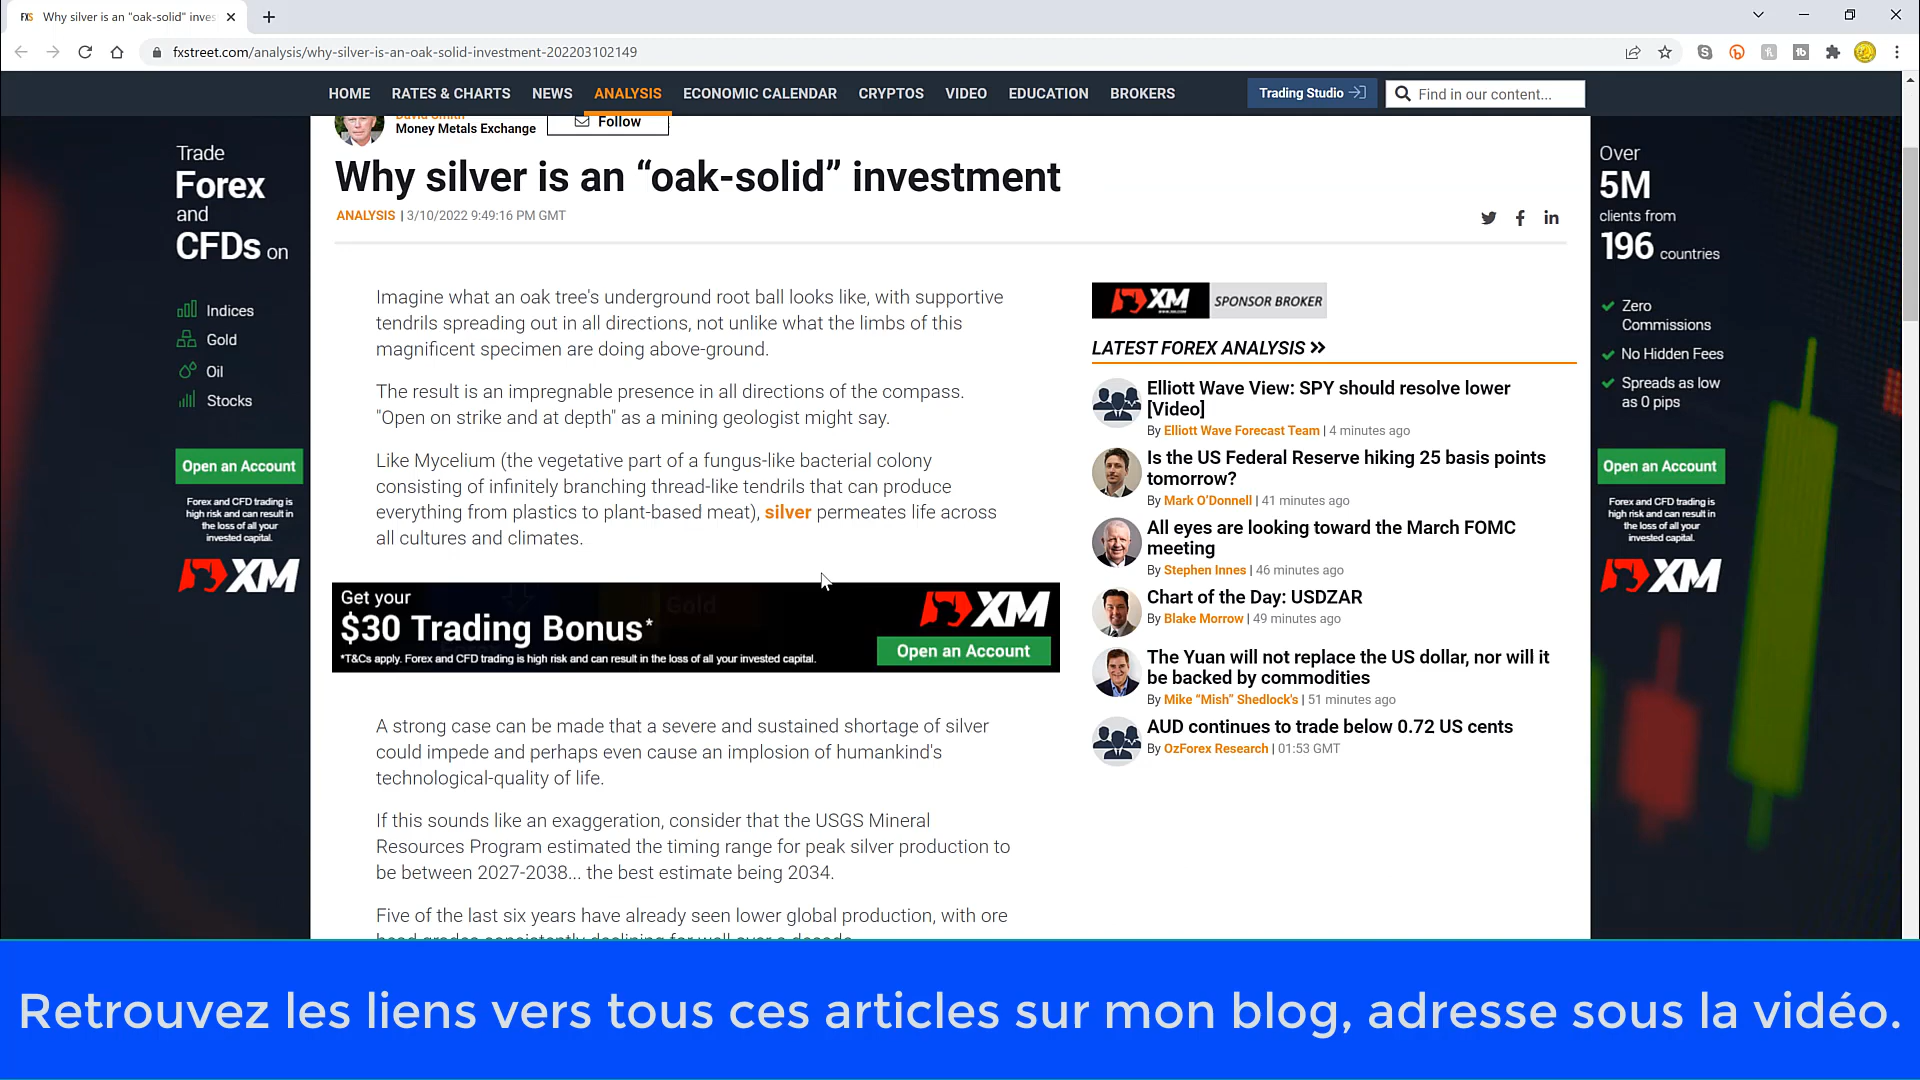 FXS Why silver is an "oak-solid" inves
fxstreet.com/analysis/why-silver-is-an-oak-solid-investment-202203102149
HOME RATES & CHARTS NEWS ANALYSIS ECONOMIC CALENDAR CRYPTOS VIDEO EDUCATION BROKERS Trading Studio Find in our content...
David Smith
Money Metals Exchange
Follow
Why silver is an “oak-solid” investment
ANALYSIS | 3/10/2022 9:49:16 PM GMT
Imagine what an oak tree's underground root ball looks like, with supportive
tendrils spreading out in all directions, not unlike what the limbs of this
magnificent specimen are doing above-ground.
The result is an impregnable presence in all directions of the compass.
"Open on strike and at depth" as a mining geologist might say.
Like Mycelium (the vegetative part of a fungus-like bacterial colony
consisting of infinitely branching thread-like tendrils that can produce
everything from plastics to plant-based meat), silver permeates life across
all cultures and climates.
Get your
$30 Trading Bonus*
*T&Cs apply. Forex and CFD trading is high risk and can result in the loss of all your invested capital.
Gold
XM
Open an Account
A strong case can be made that a severe and sustained shortage of silver
could impede and perhaps even cause an implosion of humankind's
technological-quality of life.
If this sounds like an exaggeration, consider that the USGS Mineral
Resources Program estimated the timing range for peak silver production to
be between 2027-2038... the best estimate being 2034.
Five of the last six years have already seen lower global production, with ore
head grades consistently declining for well over a decade.
XM
www.xm.com
SPONSOR BROKER
LATEST FOREX ANALYSIS
Elliott Wave View: SPY should resolve lower
[Video]
By Elliott Wave Forecast Team | 4 minutes ago
Is the US Federal Reserve hiking 25 basis points
tomorrow?
By Mark O'Donnell | 41 minutes ago
All eyes are looking toward the March FOMC
meeting
By Stephen Innes | 46 minutes ago
Chart of the Day: USDZAR
By Blake Morrow | 49 minutes ago
The Yuan will not replace the US dollar, nor will it
be backed by commodities
By Mike “Mish” Shedlock's | 51 minutes ago
AUD continues to trade below 0.72 US cents
By OzForex Research | 01:53 GMT
Trade
Forex
and
CFDs on
Indices
Gold
Oil
Stocks
Open an Account
Forex and CFD trading is
high risk and can result in
the loss of all your
invested capital.
XM
Over
5M
clients from
196 countries
Zero
Commissions
No Hidden Fees
Spreads as low
as 0 pips
Open an Account
Forex and CFD trading is
high risk and can result in
the loss of all your
invested capital.
XM
Retrouvez les liens vers tous ces articles sur mon blog, adresse sous la vidéo.